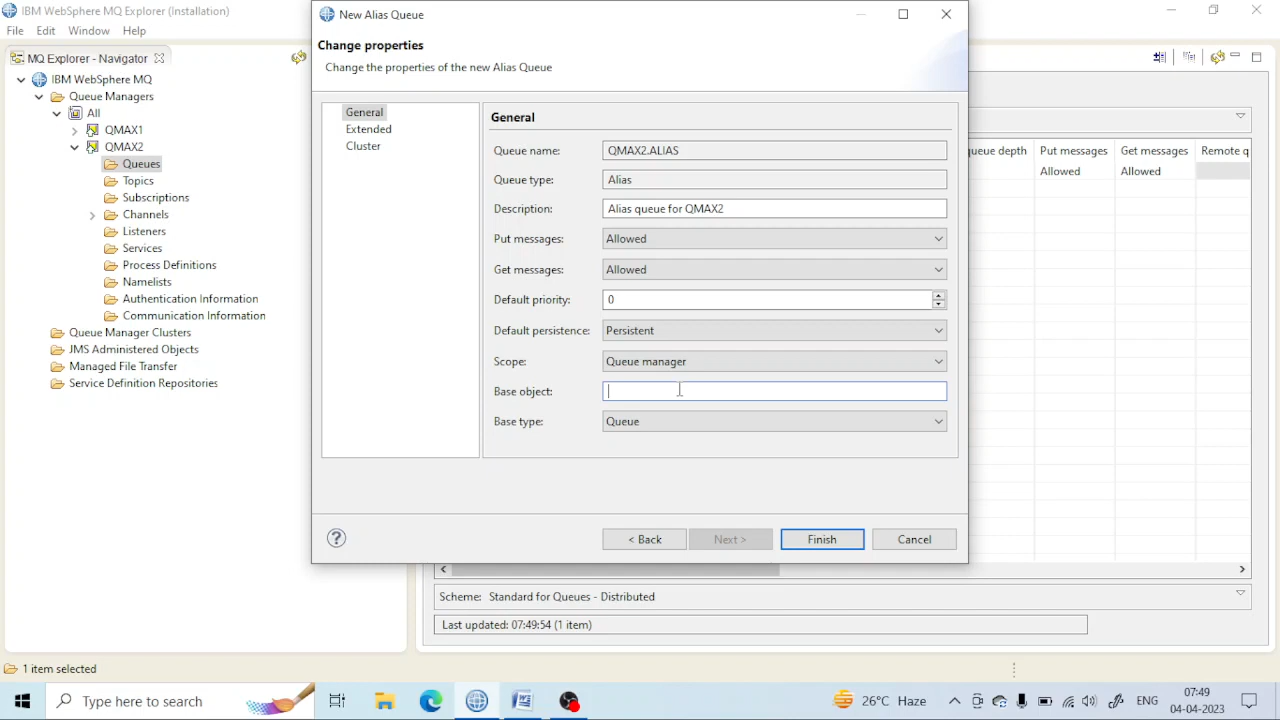 IBM WebSphere MQ Explorer (Installation)
File Edit Window Help
MQ Explorer - Navigator
IBM WebSphere MQ
Queue Managers
All
QMAX1
QMAX2
Queues
Topics
Subscriptions
Channels
Listeners
Services
Process Definitions
Namelists
Authentication Information
Communication Information
Queue Manager Clusters
JMS Administered Objects
Managed File Transfer
Service Definition Repositories
New Alias Queue
Change properties
Change the properties of the new Alias Queue
General
Extended
Cluster
General
Queue name: QMAX2.ALIAS
Queue type: Alias
Description: Alias queue for QMAX2
Put messages: Allowed
Get messages: Allowed
Default priority: 0
Default persistence: Persistent
Scope: Queue manager
Base object:
Base type: Queue
?
< Back Next > Finish Cancel
ueue depth Put messages Get messages Remote q
Allowed Allowed
Scheme: Standard for Queues - Distributed
Last updated: 07:49:54 (1 item)
1 item selected
Type here to search
26°C Haze
ENG
07:49
04-04-2023